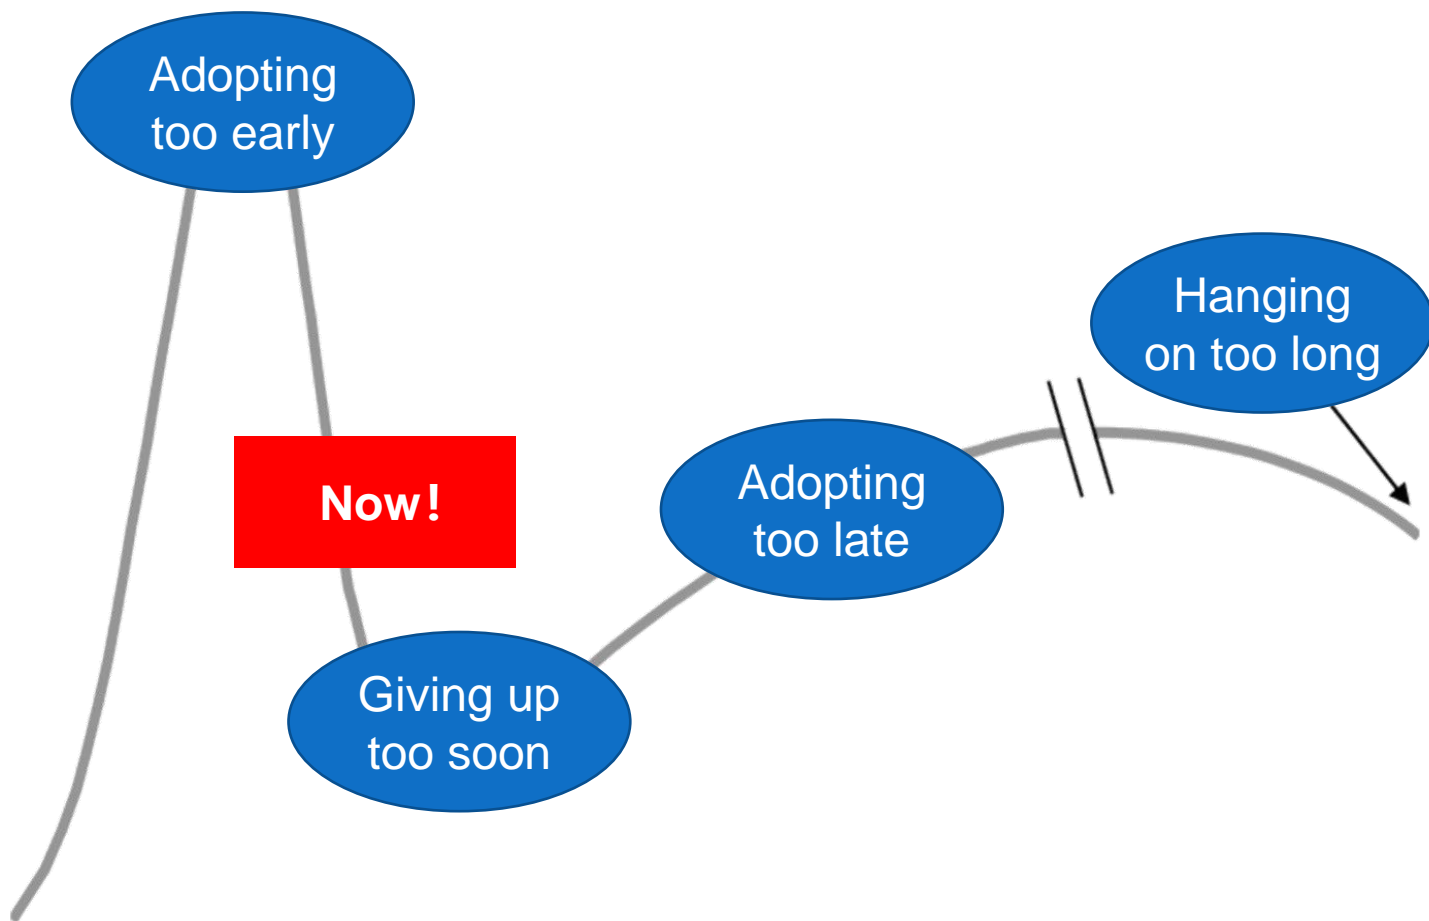 Adopting
too early
Hanging
on too long
Now!
Adopting
too late
Giving up
too soon